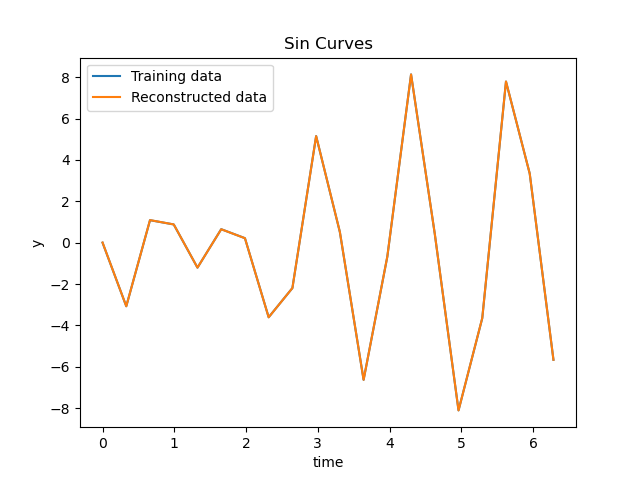 Sin Curves
Training data
Reconstructed data
8
6
4
2
0
−2
−4
−6
−8
y
0 1 2 3 4 5 6
time